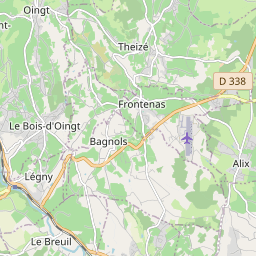 Oingt
Theizé
D 338
Frontenas
Le Bois-d'Oingt
Bagnols
Alix
Légny
Le Breuil